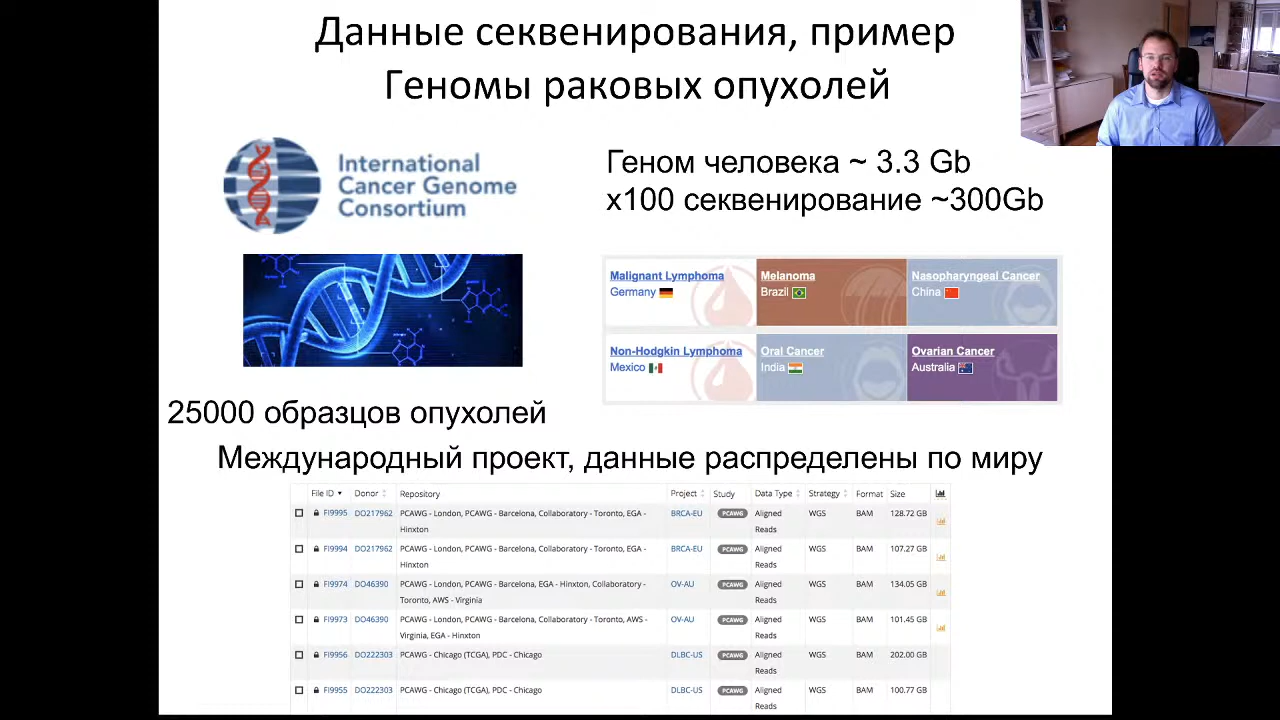 Данные секвенирования, пример
Геномы раковых опухолей
International
Cancer Genome
Consortium
Геном человека ~ 3.3 Gb
x100 секвенирование ~300Gb
Malignant Lymphoma
Germany
Melanoma
Brazil
Nasopharyngeal Cancer
China
Non-Hodgkin Lymphoma
Mexico
Oral Cancer
India
Ovarian Cancer
Australia
25000 образцов опухолей
Международный проект, данные распределены по миру
File ID Donor Repository Project Study Data Type Strategy Format Size
FI9995 DO217962 PCAWG - London, PCAWG - Barcelona, Collaboratory - Toronto, EGA - BRCA-EU PCAWG Aligned WGS BAM 128.72 GB
Hinxton Reads
FI9994 DO217962 PCAWG - London, PCAWG - Barcelona, Collaboratory - Toronto, EGA - BRCA-EU PCAWG Aligned WGS BAM 107.27 GB
Hinxton Reads
FI9974 DO46390 PCAWG - London, PCAWG - Barcelona, EGA - Hinxton, Collaboratory - OV-AU PCAWG Aligned WGS BAM 134.05 GB
Toronto, AWS - Virginia Reads
FI9973 DO46390 PCAWG - London, PCAWG - Barcelona, Collaboratory - Toronto, AWS - OV-AU PCAWG Aligned WGS BAM 101.45 GB
Virginia, EGA - Hinxton Reads
FI9956 DO222303 PCAWG - Chicago (TCGA), PDC - Chicago DLBC-US PCAWG Aligned WGS BAM 202.00 GB
Reads
FI9955 DO222303 PCAWG - Chicago (TCGA), PDC - Chicago DLBC-US PCAWG Aligned WGS BAM 100.77 GB
Reads